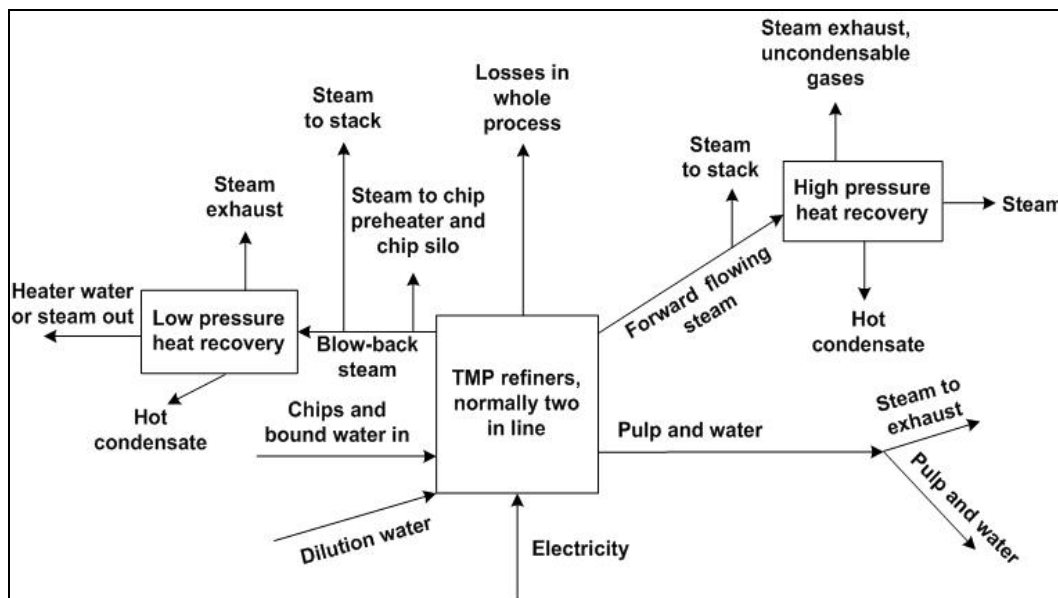 Steam exhaust,
uncondensable
gases
Losses in
whole
process
Steam
to stack
Steam
to stack
Steam to chip
preheater and
chip silo
Steam
exhaust
High pressure
heat recovery
Steam
Forward flowing
steam
Heater water
or steam out
Low pressure
heat recovery
Blow-back
steam
Hot
condensate
TMP refiners,
normally two
in line
Hot
condensate
Chips and
bound water in
Pulp and water
Steam to
exhaust
Pulp and
water
Dilution water
Electricity